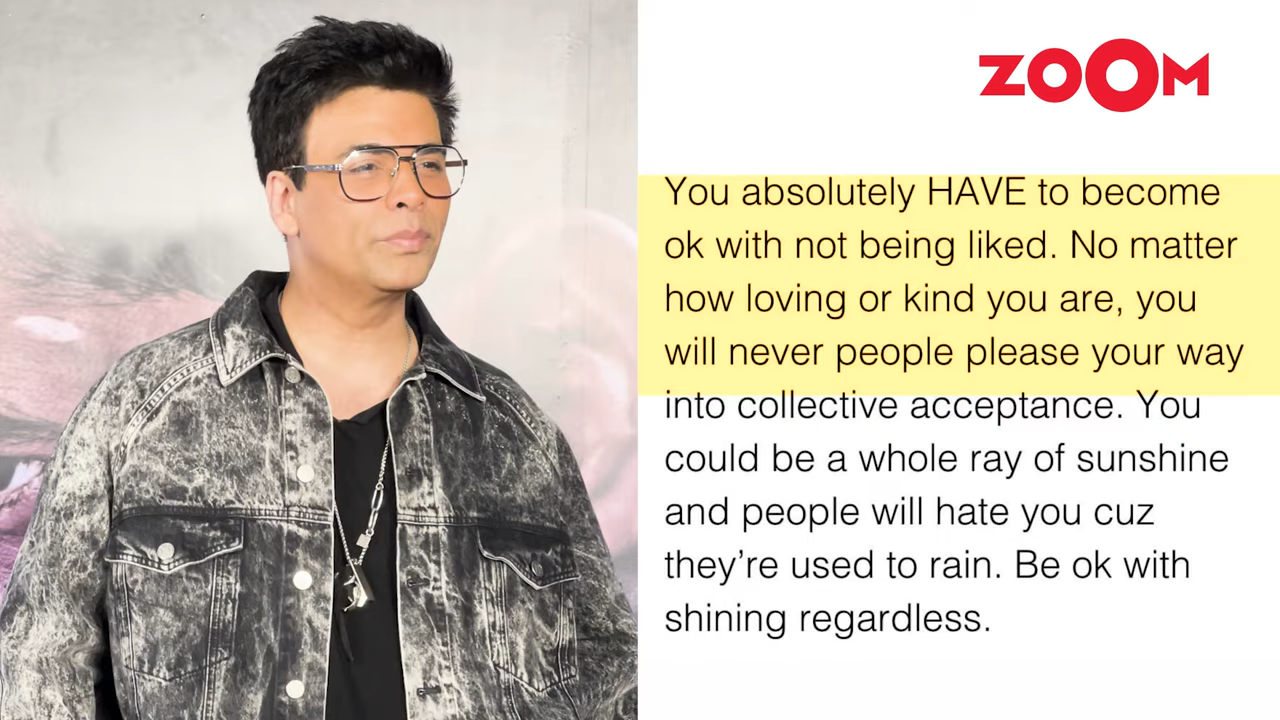 ZOOM
You absolutely HAVE to become
ok with not being liked. No matter
how loving or kind you are, you
will never people please your way
into collective acceptance. You
could be a whole ray of sunshine
and people will hate you cuz
they’re used to rain. Be ok with
shining regardless.